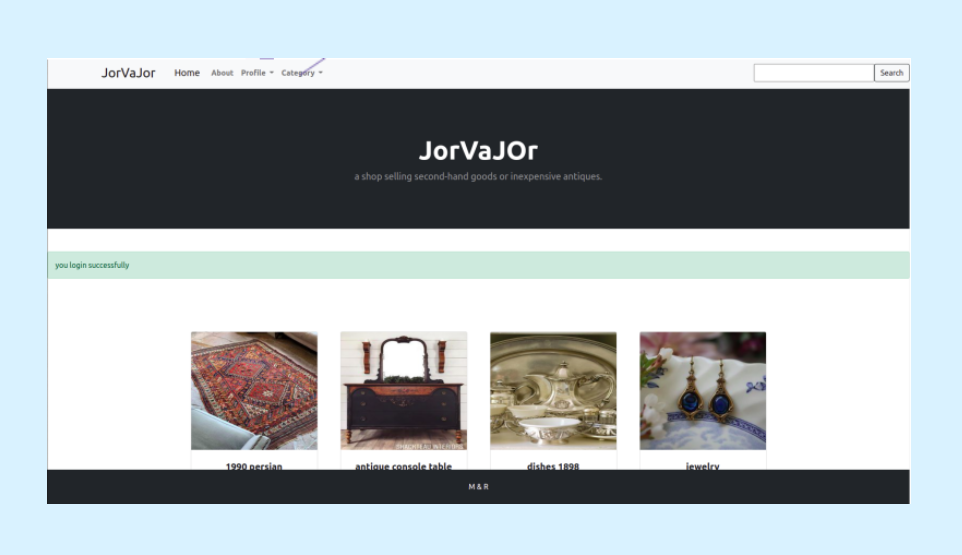 JorVaJor Home About Profile Category Search
JorVaJOr
a shop selling second-hand goods or inexpensive antiques.
you login successfully
1990 persian antique console table dishes 1898 jewelry
M & R